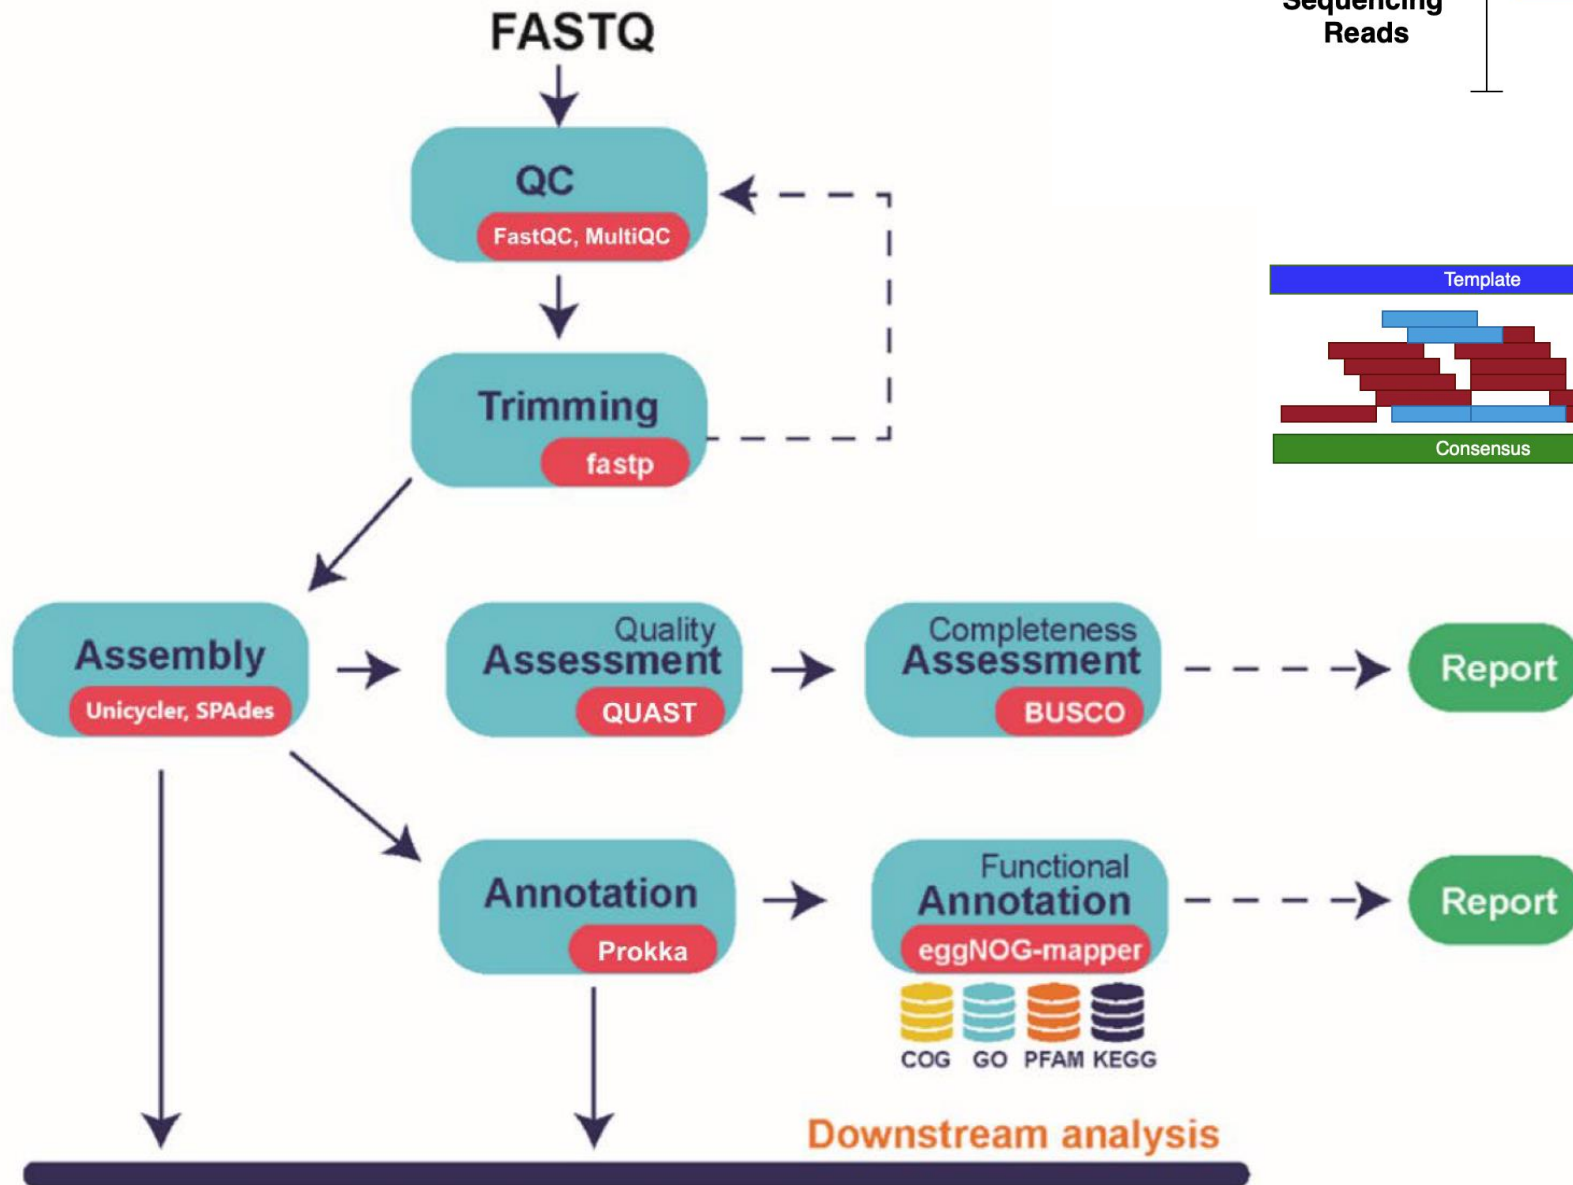 FASTQ
Sequencing
Reads
QC
FastQC, MultiQC
Template
Trimming
fastp
Consensus
Assembly
Unicycler, SPAdes
Quality
Assessment
QUAST
Completeness
Assessment
BUSCO
Report
Annotation
Prokka
Functional
Annotation
eggNOG-mapper
Report
COG GO PFAM KEGG
Downstream analysis